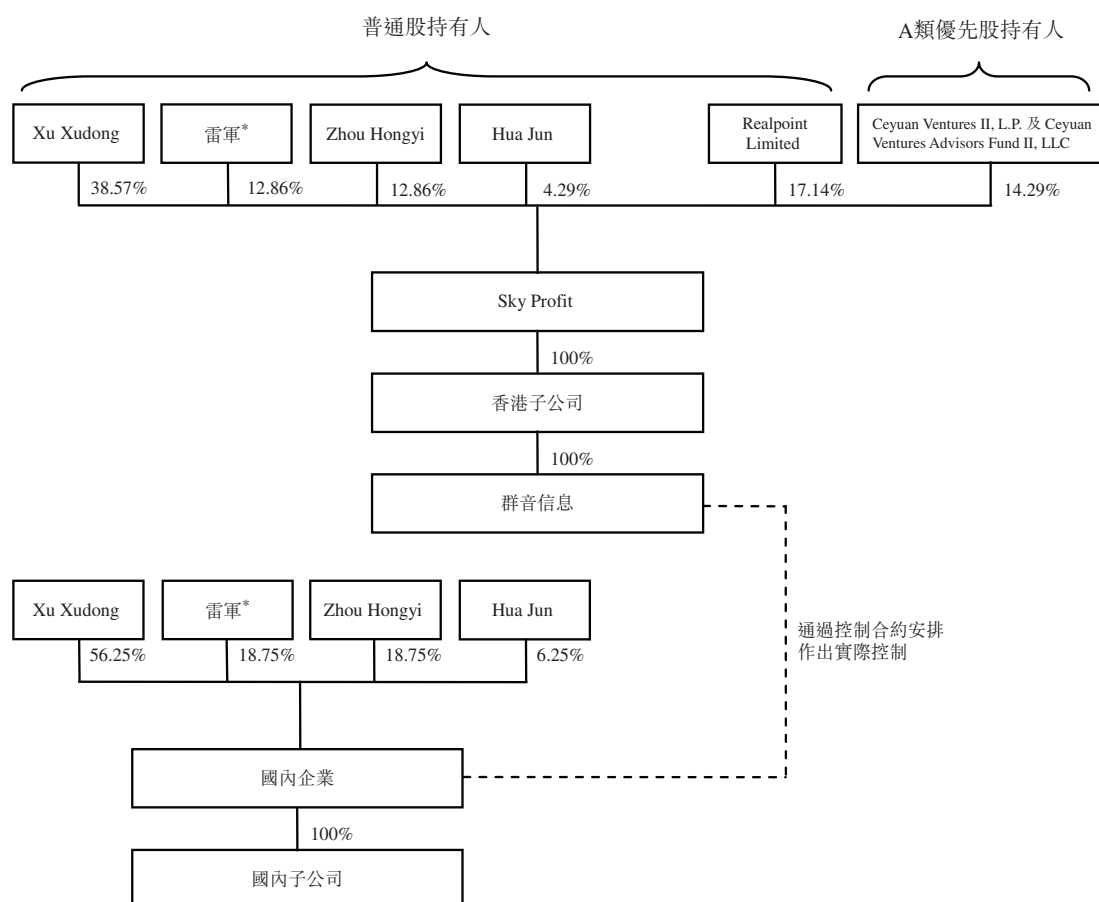 普通股持有人
A類優先股持有人
Xu Xudong
雷軍*
Zhou Hongyi
Hua Jun
Realpoint
Limited
Ceyuan Ventures II, L.P. 及 Ceyuan
Ventures Advisors Fund II, LLC
38.57%
12.86%
12.86%
4.29%
17.14%
14.29%
Sky Profit
100%
香港子公司
100%
群音信息
Xu Xudong
雷軍*
Zhou Hongyi
Hua Jun
56.25%
18.75%
18.75%
6.25%
通過控制合約安排
作出實際控制
國內企業
100%
國內子公司